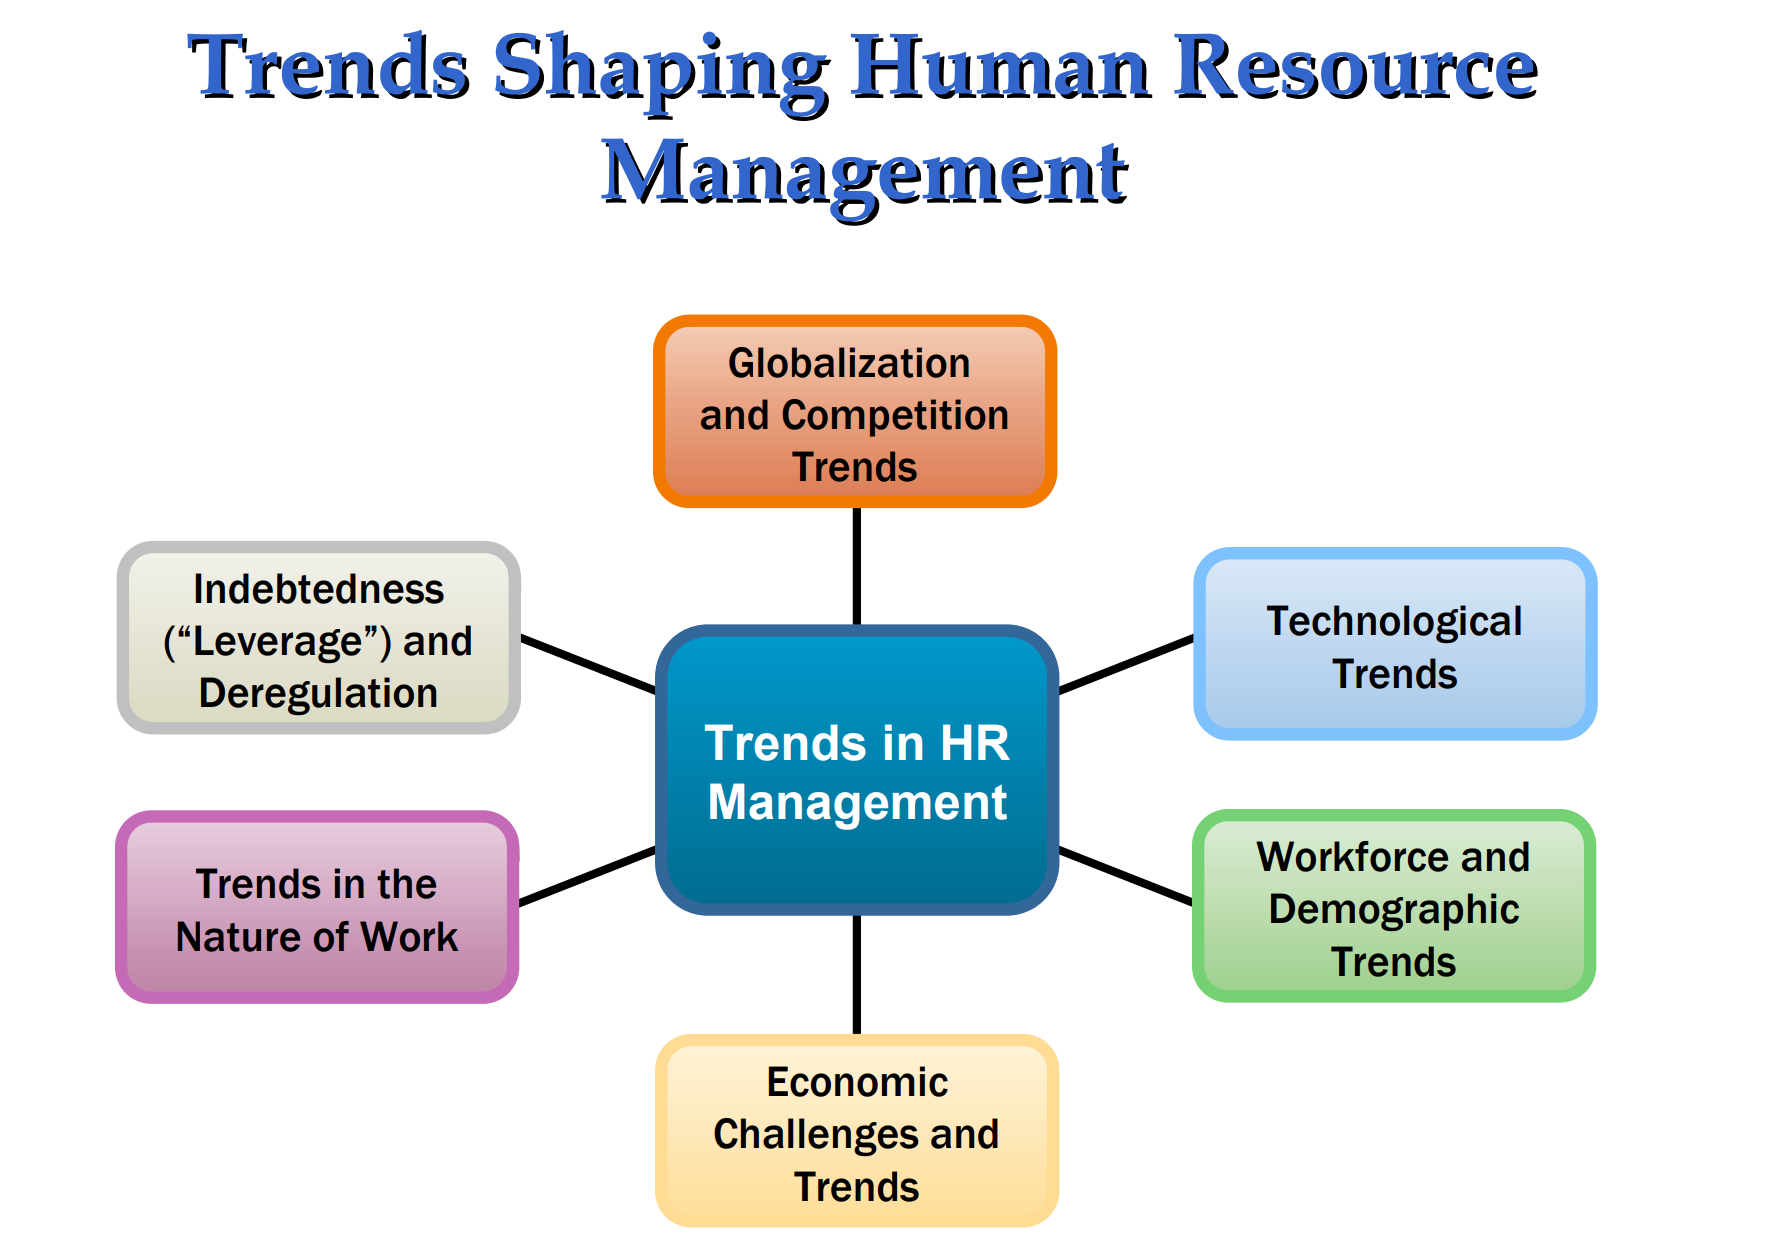 Trends Shaping Human Resource
Management
Globalization
and Competition
Trends
Indebtedness
(“Leverage”) and
Deregulation
Technological
Trends
Trends in HR
Management
Trends in the
Nature of Work
Workforce and
Demographic
Trends
Economic
Challenges and
Trends